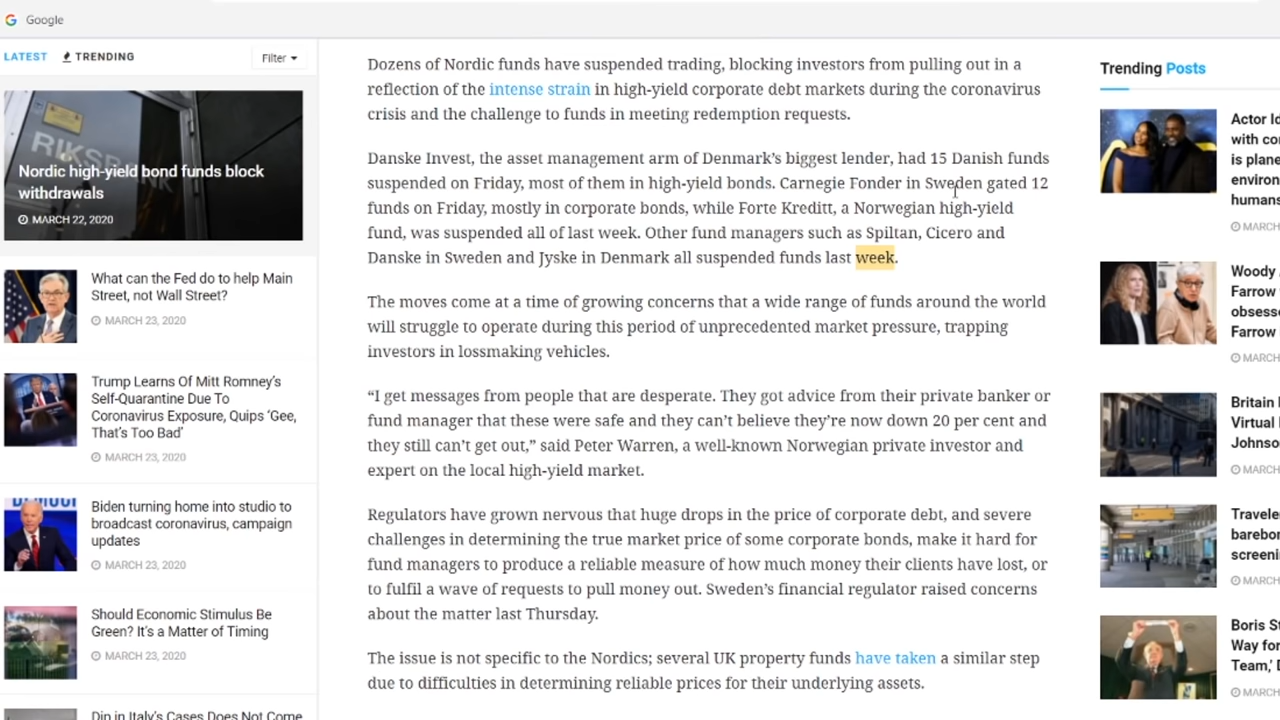 Google
LATEST
TRENDING
Filter
RIKSB
NK
Nordic high-yield bond funds block
withdrawals
MARCH 22, 2020
What can the Fed do to help Main
Street, not Wall Street?
MARCH 23, 2020
Trump Learns Of Mitt Romney's
Self-Quarantine Due To
Coronavirus Exposure, Quips 'Gee,
That's Too Bad'
MARCH 23, 2020
Biden turning home into studio to
broadcast coronavirus, campaign
updates
MARCH 23, 2020
Should Economic Stimulus Be
Green? It's a Matter of Timing
MARCH 23, 2020
Dip in Italy's Cases Does Not Come
Dozens of Nordic funds have suspended trading, blocking investors from pulling out in a
reflection of the intense strain in high-yield corporate debt markets during the coronavirus
crisis and the challenge to funds in meeting redemption requests.
Danske Invest, the asset management arm of Denmark’s biggest lender, had 15 Danish funds
suspended on Friday, most of them in high-yield bonds. Carnegie Fonder in Sweden gated 12
funds on Friday, mostly in corporate bonds, while Forte Kreditt, a Norwegian high-yield
fund, was suspended all of last week. Other fund managers such as Spiltan, Cicero and
Danske in Sweden and Jyske in Denmark all suspended funds last week.
The moves come at a time of growing concerns that a wide range of funds around the world
will struggle to operate during this period of unprecedented market pressure, trapping
investors in lossmaking vehicles.
“I get messages from people that are desperate. They got advice from their private banker or
fund manager that these were safe and they can’t believe they’re now down 20 per cent and
they still can’t get out,” said Peter Warren, a well-known Norwegian private investor and
expert on the local high-yield market.
Regulators have grown nervous that huge drops in the price of corporate debt, and severe
challenges in determining the true market price of some corporate bonds, make it hard for
fund managers to produce a reliable measure of how much money their clients have lost, or
to fulfil a wave of requests to pull money out. Sweden’s financial regulator raised concerns
about the matter last Thursday.
The issue is not specific to the Nordics; several UK property funds have taken a similar step
due to difficulties in determining reliable prices for their underlying assets.
Trending Posts
Actor Id
with cor
is plane
environ
humans
MARCH
Woody
Farrow
obsess
Farrow
MARCH
Britain
Virtual
Johnso
MARCH
Travele
barebor
screeni
MARCH
Boris St
Way for
Team,'
MARCH